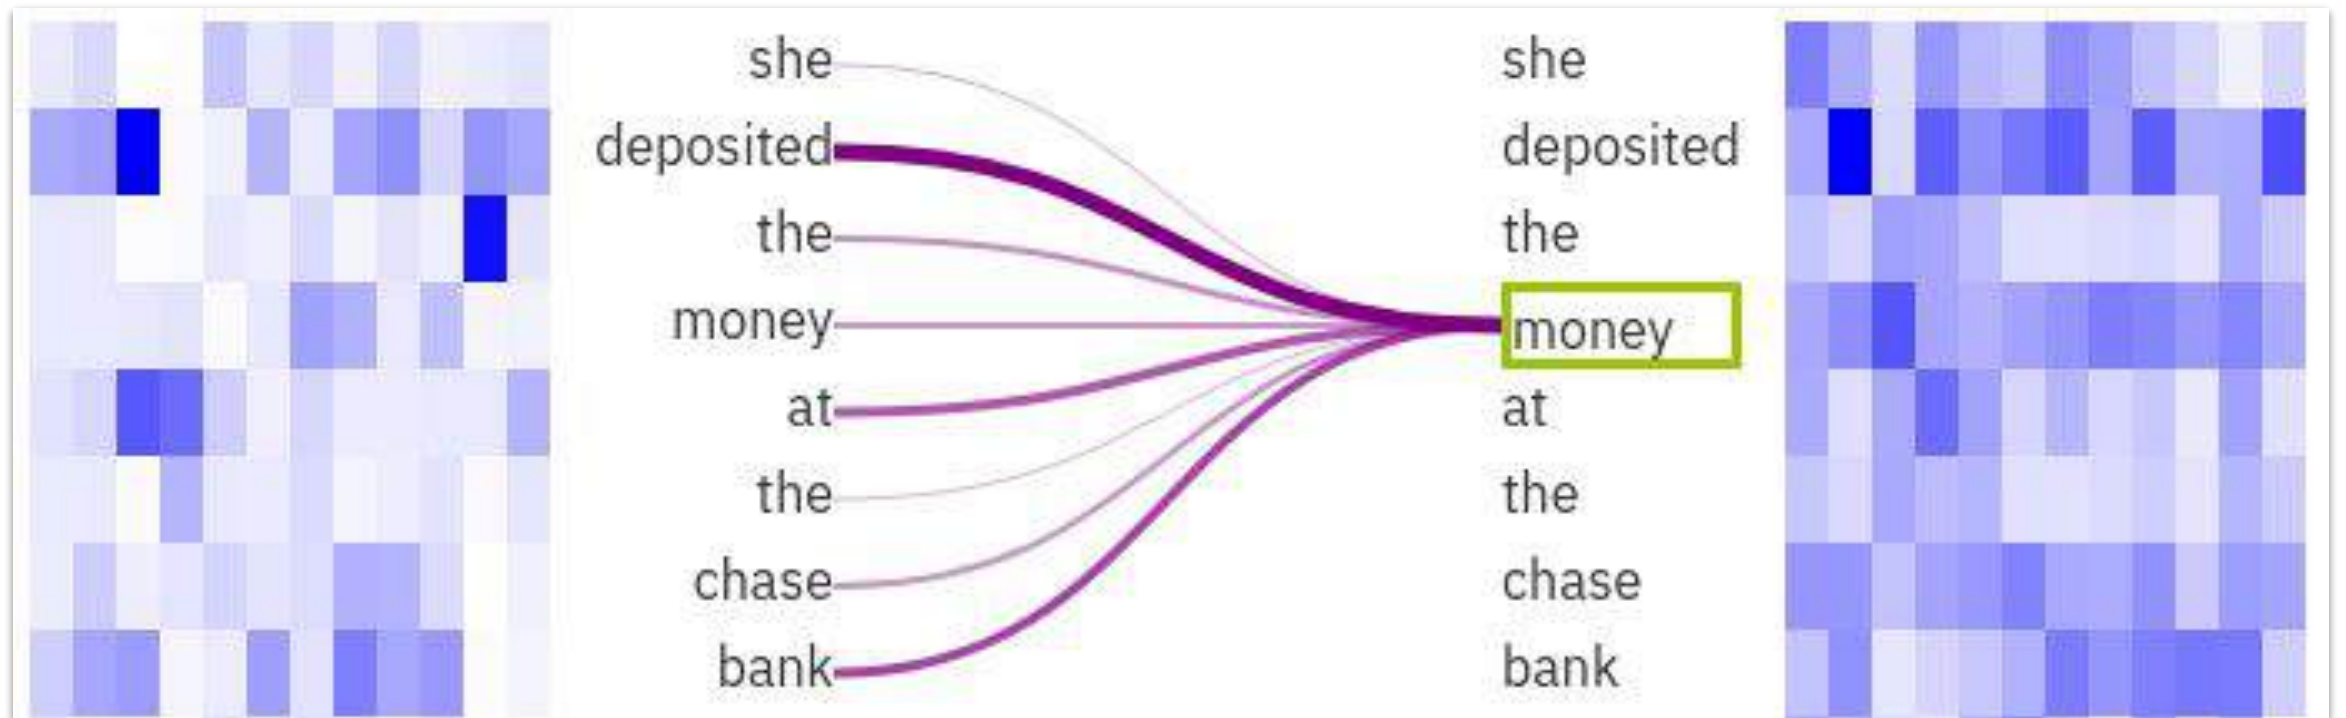 she she
deposited deposited
the the
money money
at at
the the
chase chase
bank bank